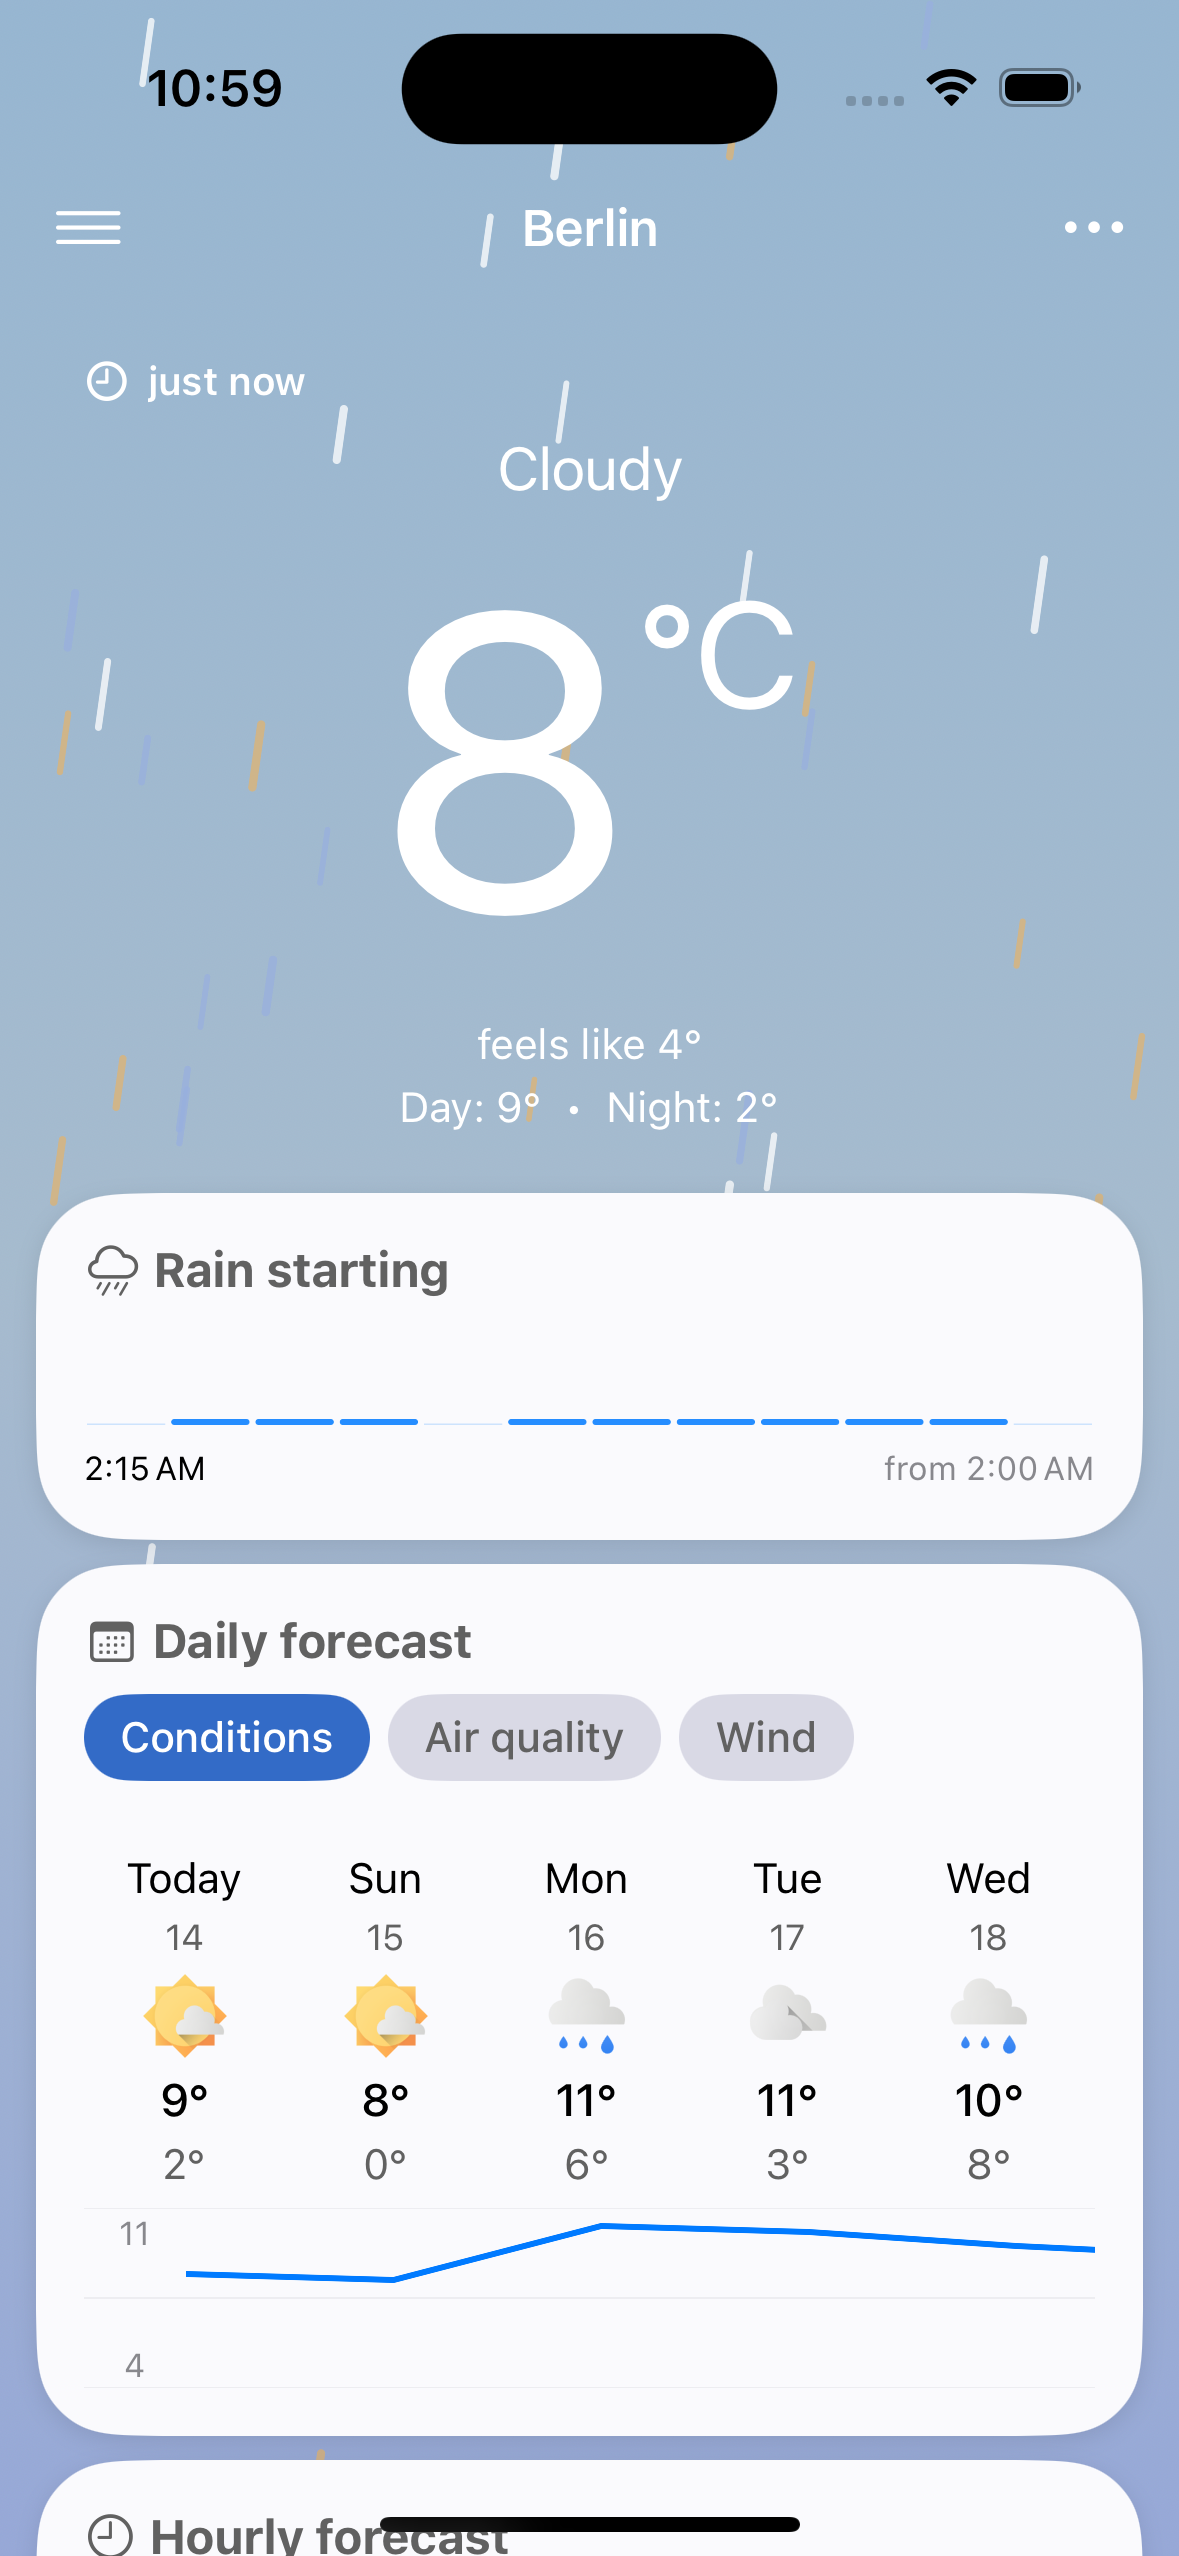 10:59
Berlin
just now
Cloudy
8°C
feels like 4°
Day: 9° • Night: 2°
Rain starting
2:15 AM from 2:00 AM
Daily forecast
Conditions Air quality Wind
Today Sun Mon Tue Wed
14 15 16 17 18
9° 8° 11° 11° 10°
2° 0° 6° 3° 8°
11
4
Hourly forecast